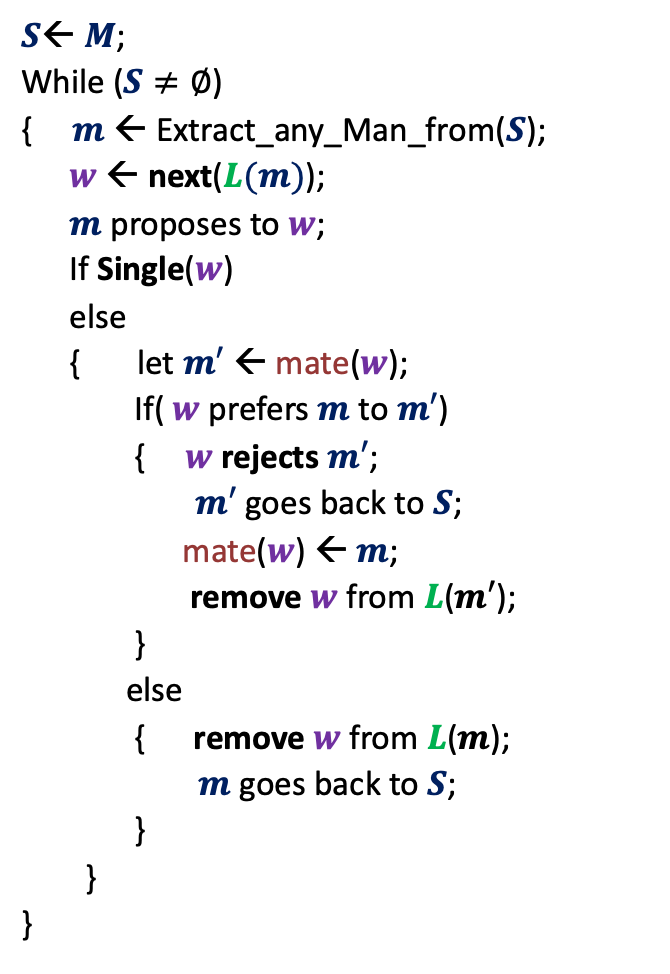 S← M;
While (S ≠ ∅)
{ m ← Extract_any_Man_from(S);
w ← next(L(m));
m proposes to w;
If Single(w)
else
{ let m′ ← mate(w);
If( w prefers m to m′)
{ w rejects m′;
m′ goes back to S;
mate(w) ← m;
remove w from L(m′);
}
else
{ remove w from L(m);
m goes back to S;
}
}
}